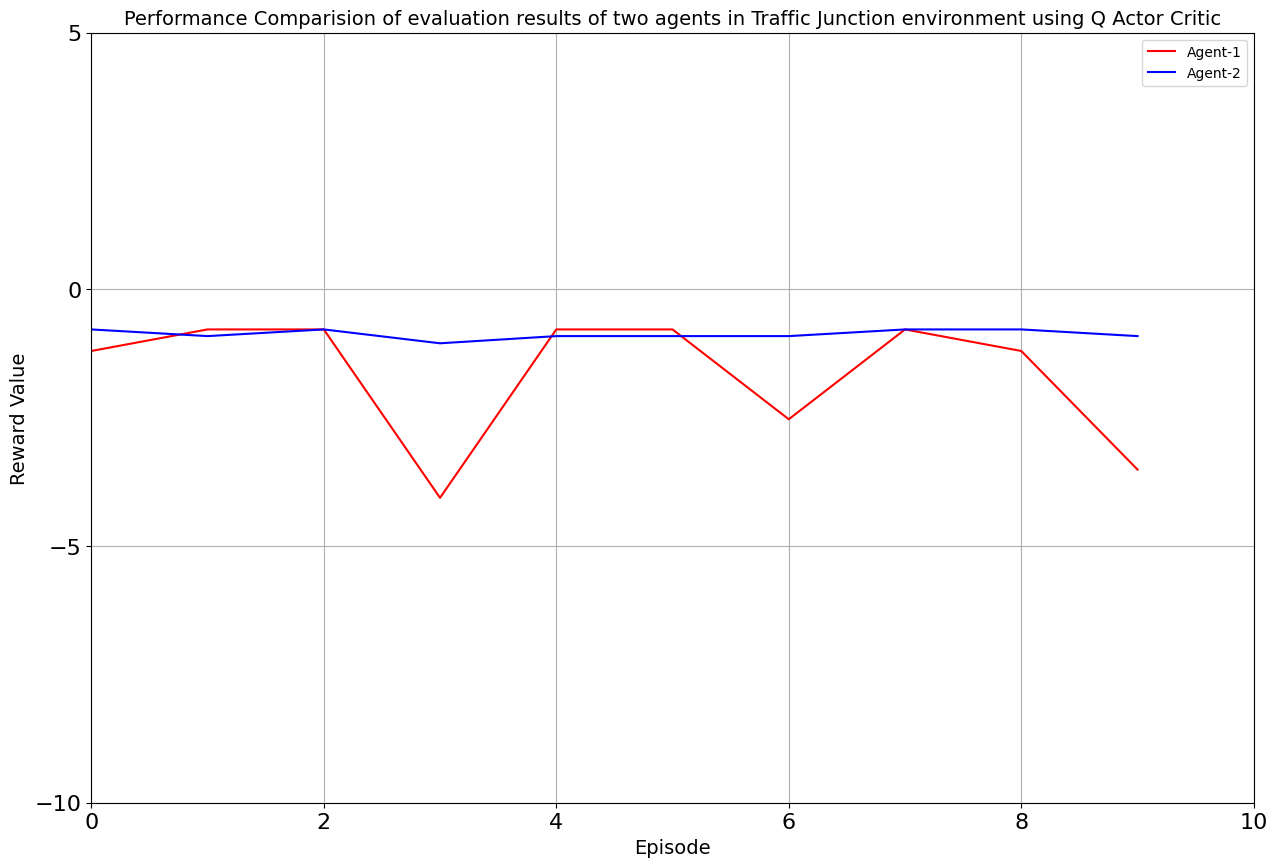 Performance Comparision of evaluation results of two agents in Traffic Junction environment using Q Actor Critic
5
Agent-1
Agent-2
0
Reward Value
−5
−10
0 2 4 6 8 10
Episode